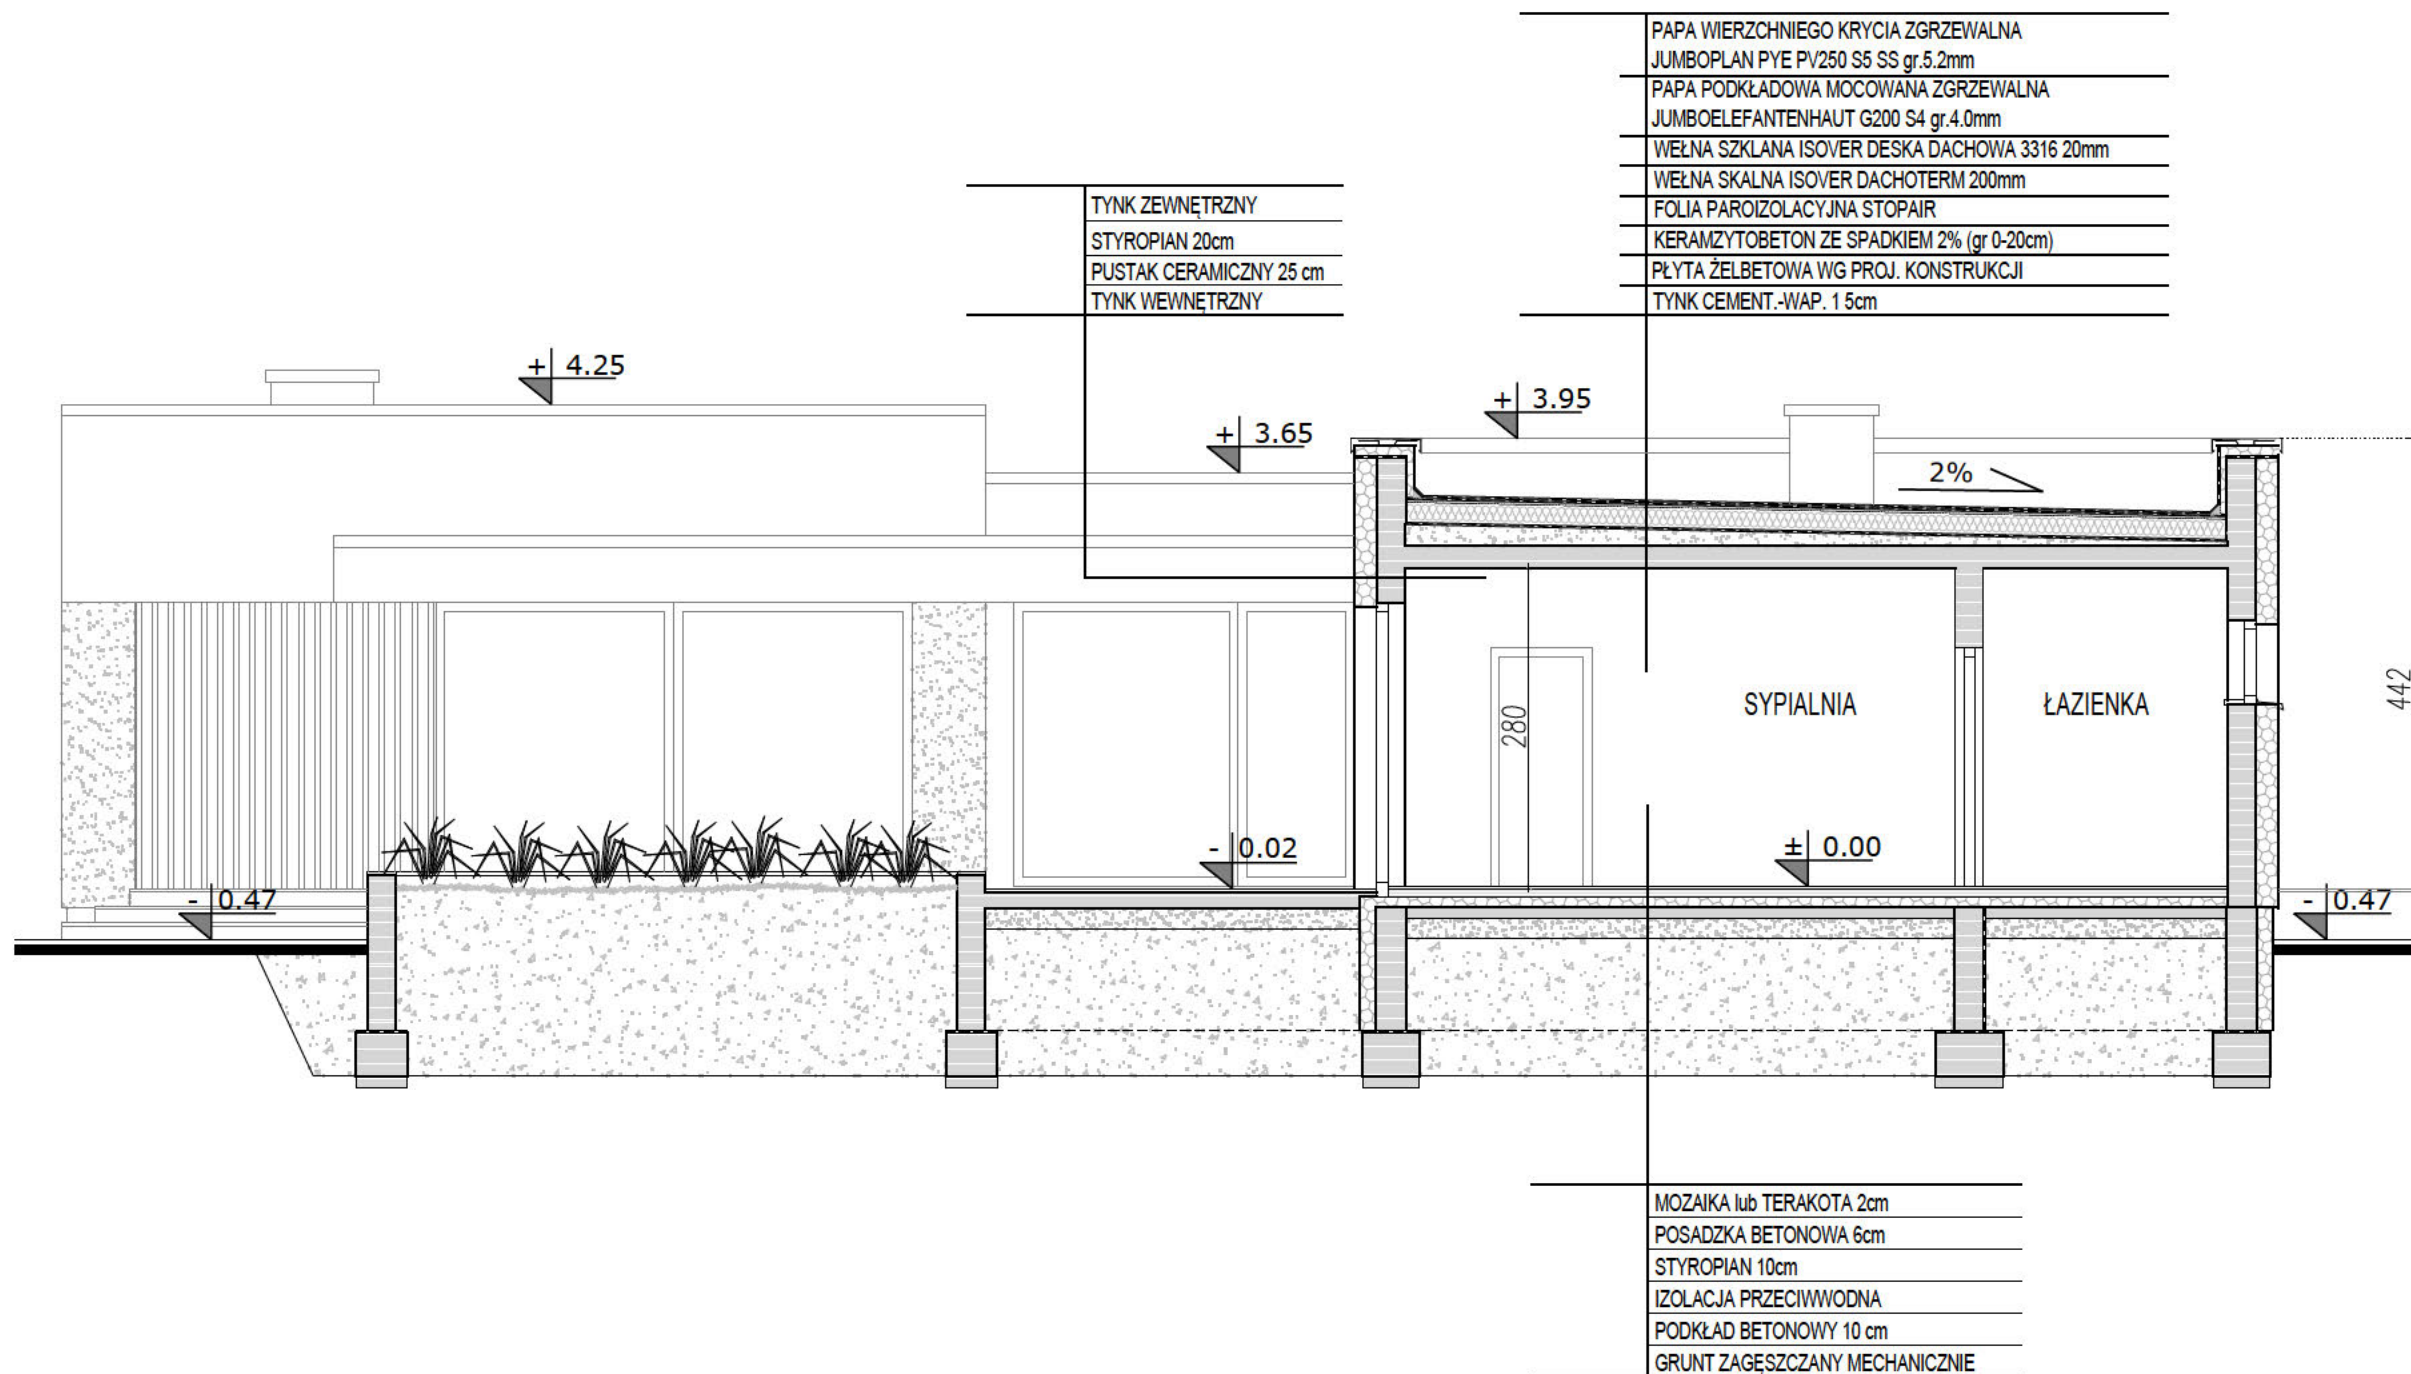 PAPA WIERZCHNIEGO KRYCIA ZGRZEWALNA
JUMBOPLAN PYE PV250 S5 SS gr.5.2mm
PAPA PODKŁADOWA MOCOWANA ZGRZEWALNA
JUMBOELEFANTENHAUT G200 S4 gr.4.0mm
WEŁNA SZKLANA ISOVER DESKA DACHOWA 3316 20mm
WEŁNA SKALNA ISOVER DACHOTERM 200mm
FOLIA PAROIZOLACYJNA STOPAIR
KERAMZYTOBETON ZE SPADKIEM 2% (gr 0-20cm)
PŁYTA ŻELBETOWA WG PROJ. KONSTRUKCJI
TYNK CEMENT.-WAP. 1 5cm
TYNK ZEWNĘTRZNY
STYROPIAN 20cm
PUSTAK CERAMICZNY 25 cm
TYNK WEWNĘTRZNY
+ 4.25
+ 3.65
+ 3.95
2%
280
SYPIALNIA
ŁAZIENKA
442
- 0.47
- 0.02
± 0.00
- 0.47
MOZAIKA lub TERAKOTA 2cm
POSADZKA BETONOWA 6cm
STYROPIAN 10cm
IZOLACJA PRZECIWWODNA
PODKŁAD BETONOWY 10 cm
GRUNT ZAGĘSZCZANY MECHANICZNIE